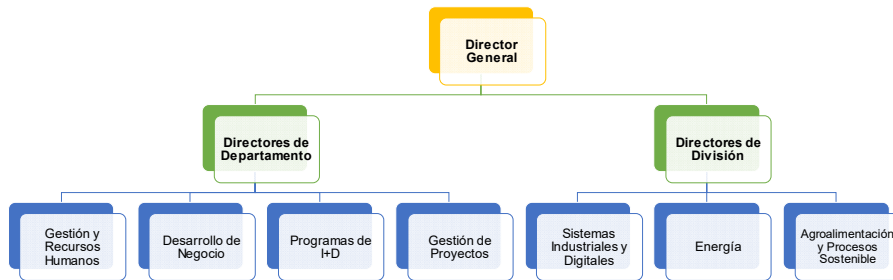 Director
General
Directores de
Departamento
Directores de
División
Gestión y
Recursos
Humanos
Desarrollo de
Negocio
Programas de
I+D
Gestión de
Proyectos
Sistemas
Industriales y
Digitales
Energía
Agroalimentación
y Procesos
Sostenible